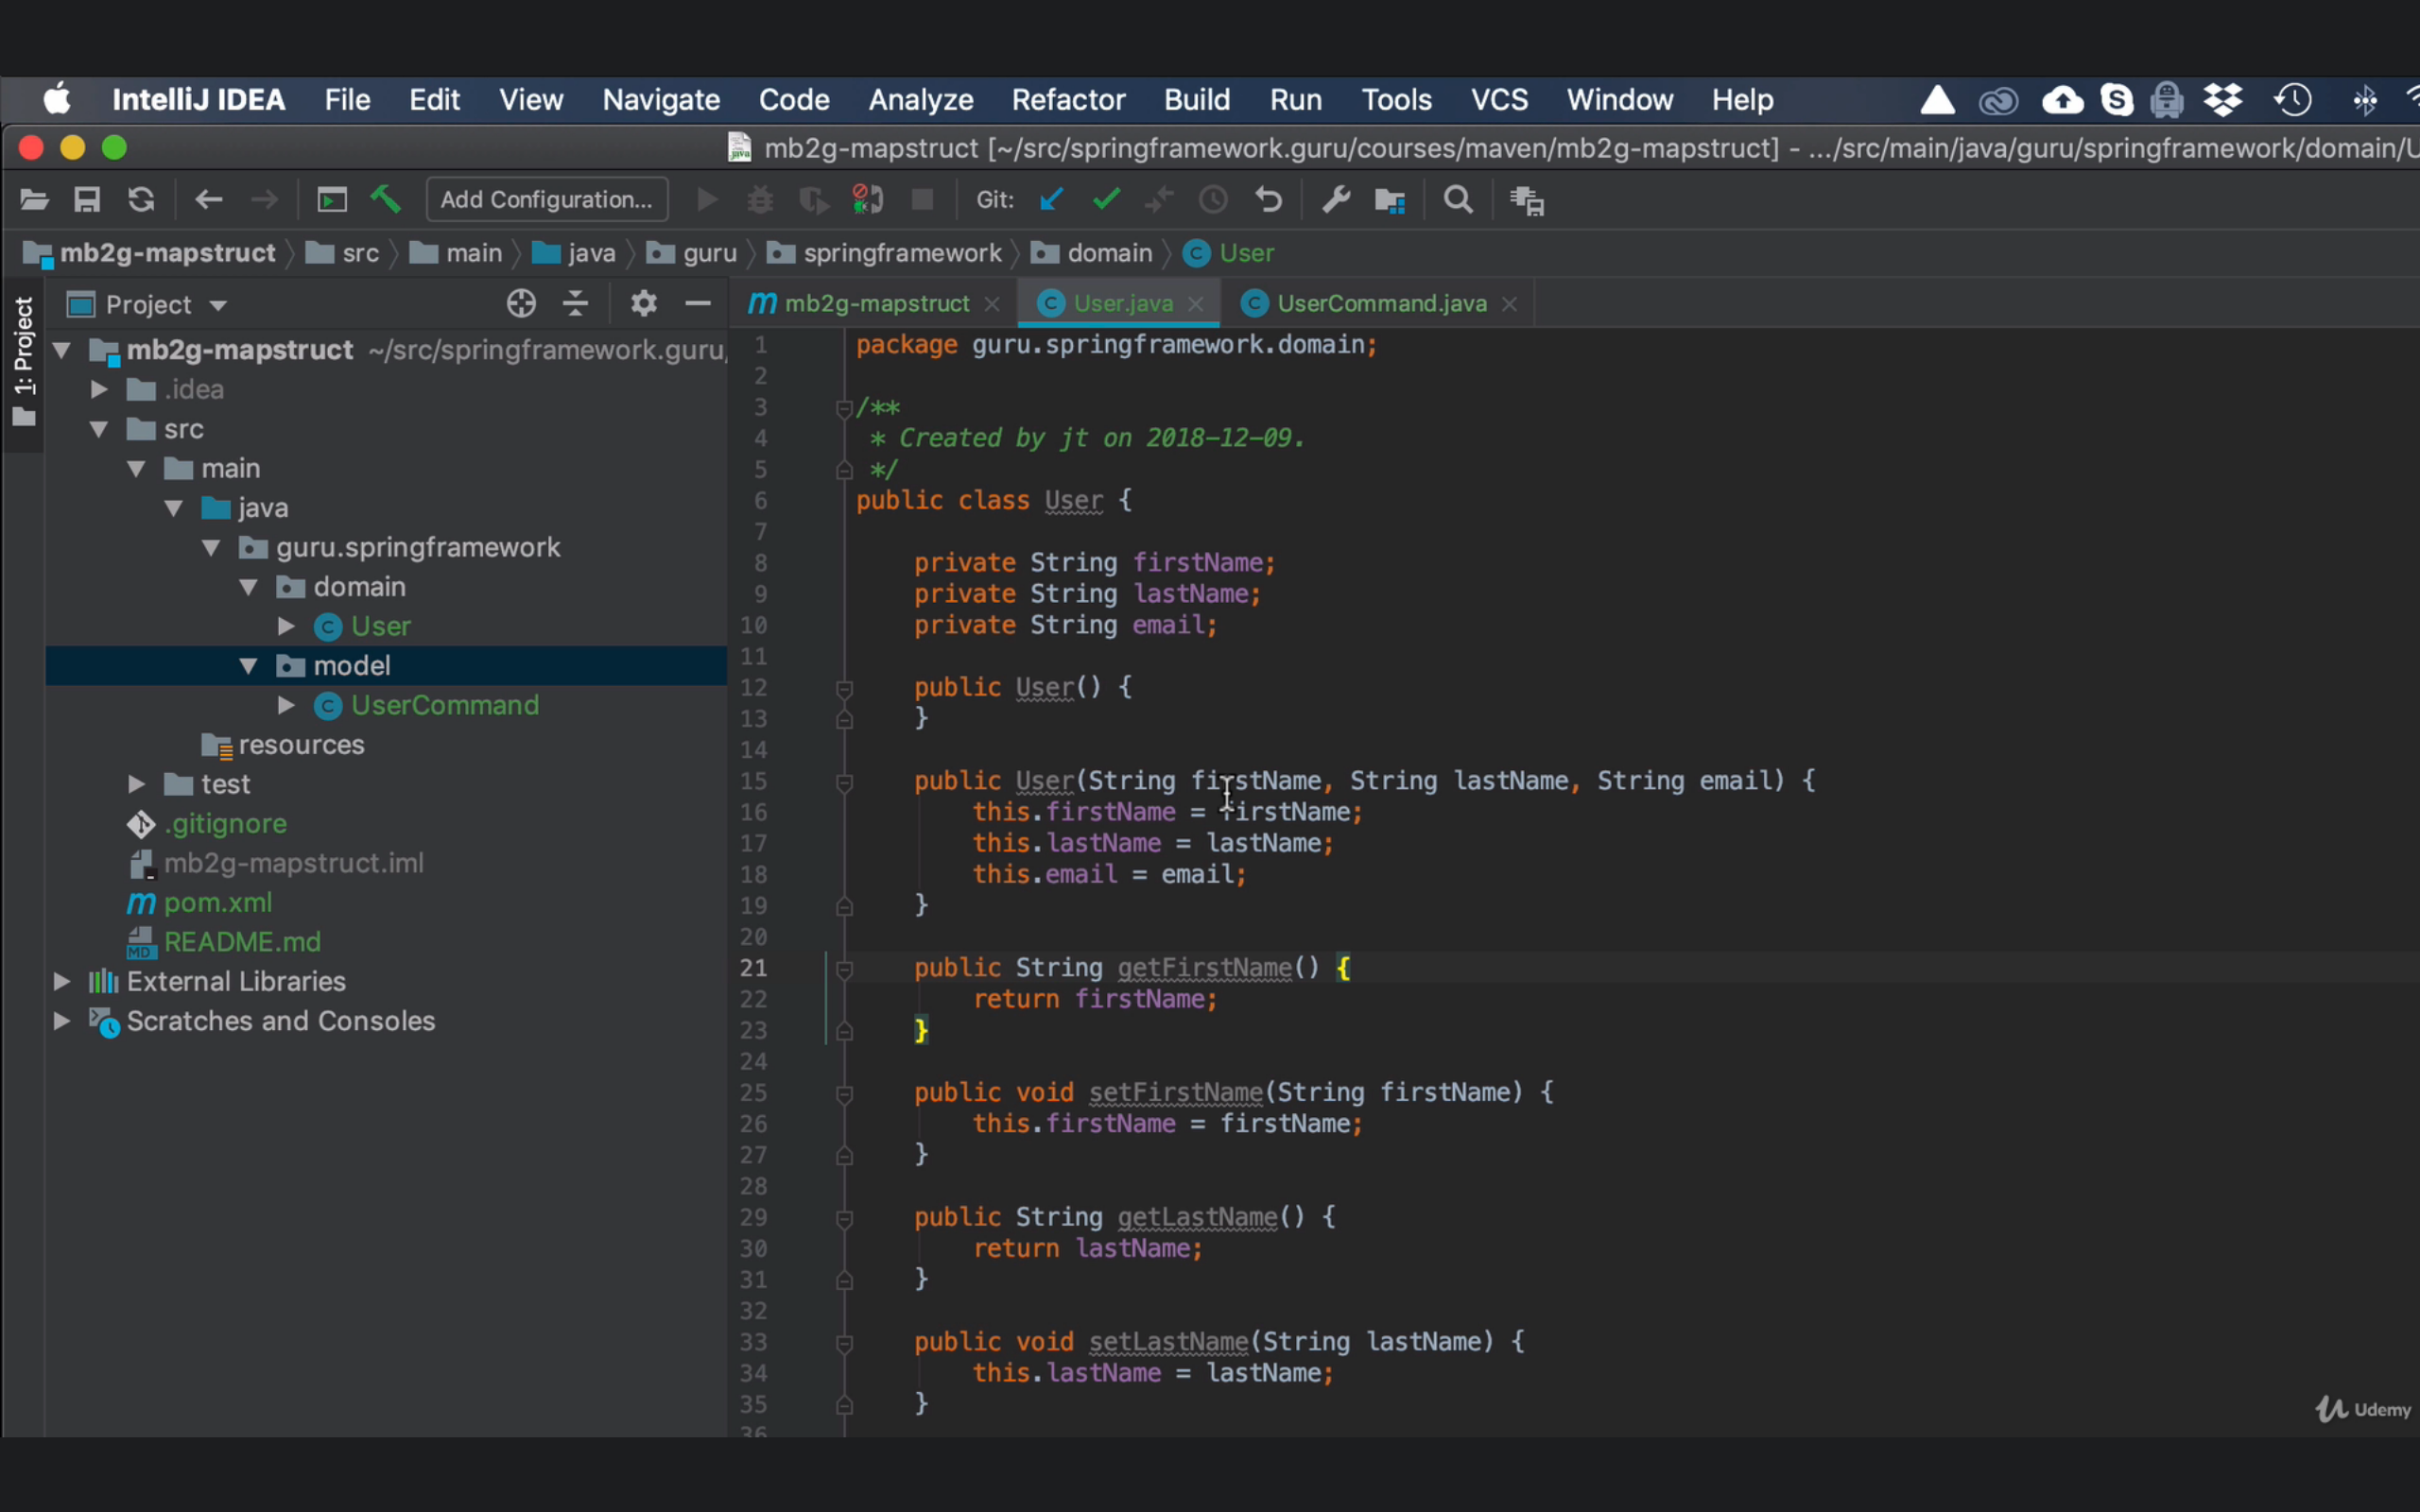 IntelliJ IDEA File Edit View Navigate Code Analyze Refactor Build Run Tools VCS Window Help
mb2g-mapstruct [~/src/springframework.guru/courses/maven/mb2g-mapstruct] - .../src/main/java/guru/springframework/domain/U
Add Configuration... Git:
mb2g-mapstruct src main java guru springframework domain User
1: Project
Project
mb2g-mapstruct ~/src/springframework.guru/
.idea
src
main
java
guru.springframework
domain
User
model
UserCommand
resources
test
.gitignore
mb2g-mapstruct.iml
pom.xml
README.md
External Libraries
Scratches and Consoles
mb2g-mapstruct User.java UserCommand.java
1 package guru.springframework.domain;
2
3 /**
4 * Created by jt on 2018-12-09.
5 */
6 public class User {
7
8 private String firstName;
9 private String lastName;
10 private String email;
11
12 public User() {
13 }
14
15 public User(String firstName, String lastName, String email) {
16 this.firstName = firstName;
17 this.lastName = lastName;
18 this.email = email;
19 }
20
21 public String getFirstName() {
22 return firstName;
23 }
24
25 public void setFirstName(String firstName) {
26 this.firstName = firstName;
27 }
28
29 public String getLastName() {
30 return lastName;
31 }
32
33 public void setLastName(String lastName) {
34 this.lastName = lastName;
35 }
36
Udemy